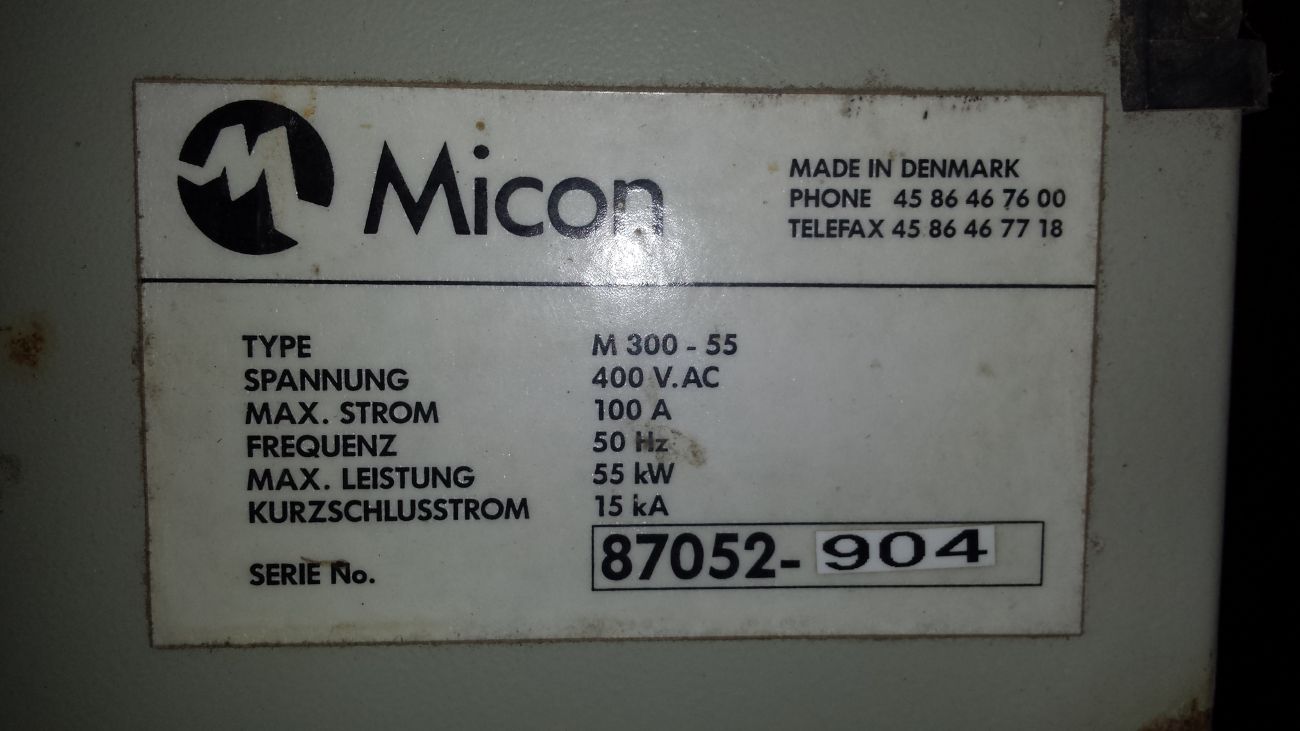 Micon
MADE IN DENMARK
PHONE 45 86 46 76 00
TELEFAX 45 86 46 77 18
TYPE M 300 - 55
SPANNUNG 400 V.AC
MAX. STROM 100 A
FREQUENZ 50 Hz
MAX. LEISTUNG 55 kW
KURZSCHLUSSTROM 15 kA
SERIE No. 87052-904